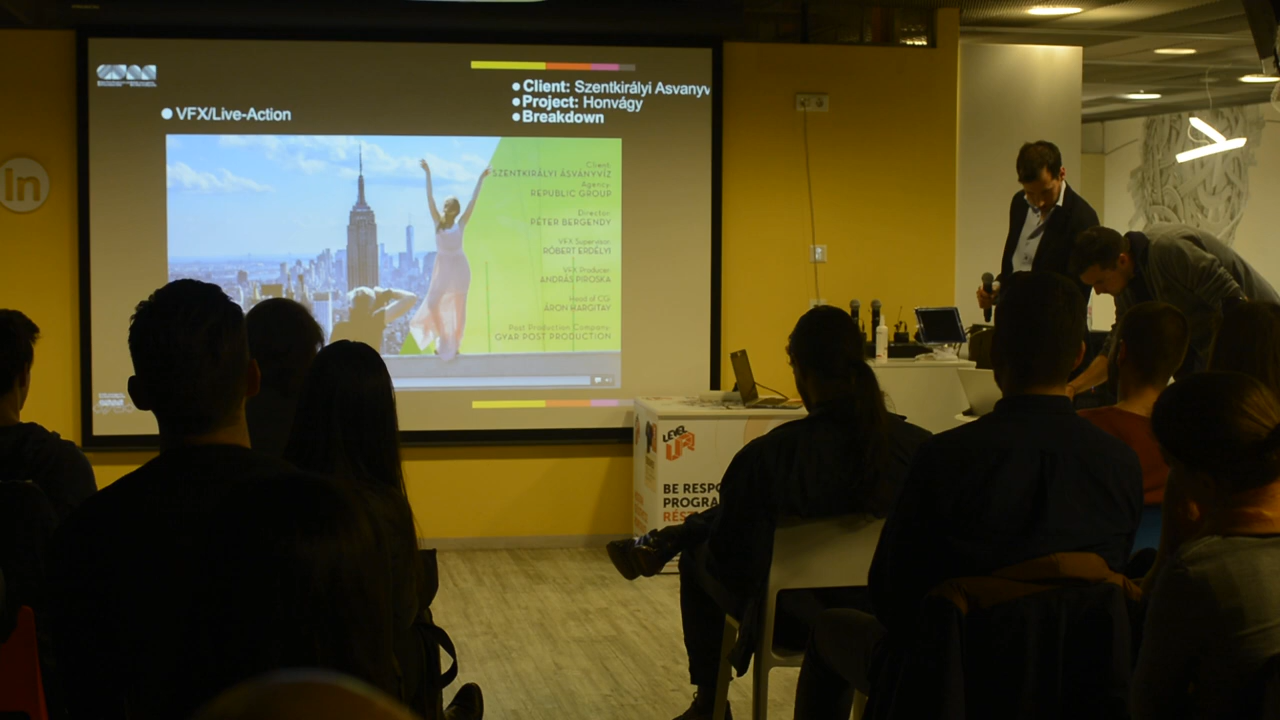 VFX/Live-Action
Client: Szentkirályi Asványv
Project: Honvágy
Breakdown
Client:
SZENTKIRÁLYI ÁSVÁNYVÍZ
Agency:
REPUBLIC GROUP
Director:
PÉTER BERGENDY
VFX Supervisor:
RÓBERT ERDÉLYI
VFX Producer:
ANDRÁS PIROSKA
Head of CG:
ÁRON MARGITAY
Post Production Company:
GYAR POST PRODUCTION
in
LEVEL
UP
BE RESPO
PROGRA
RÉSZ